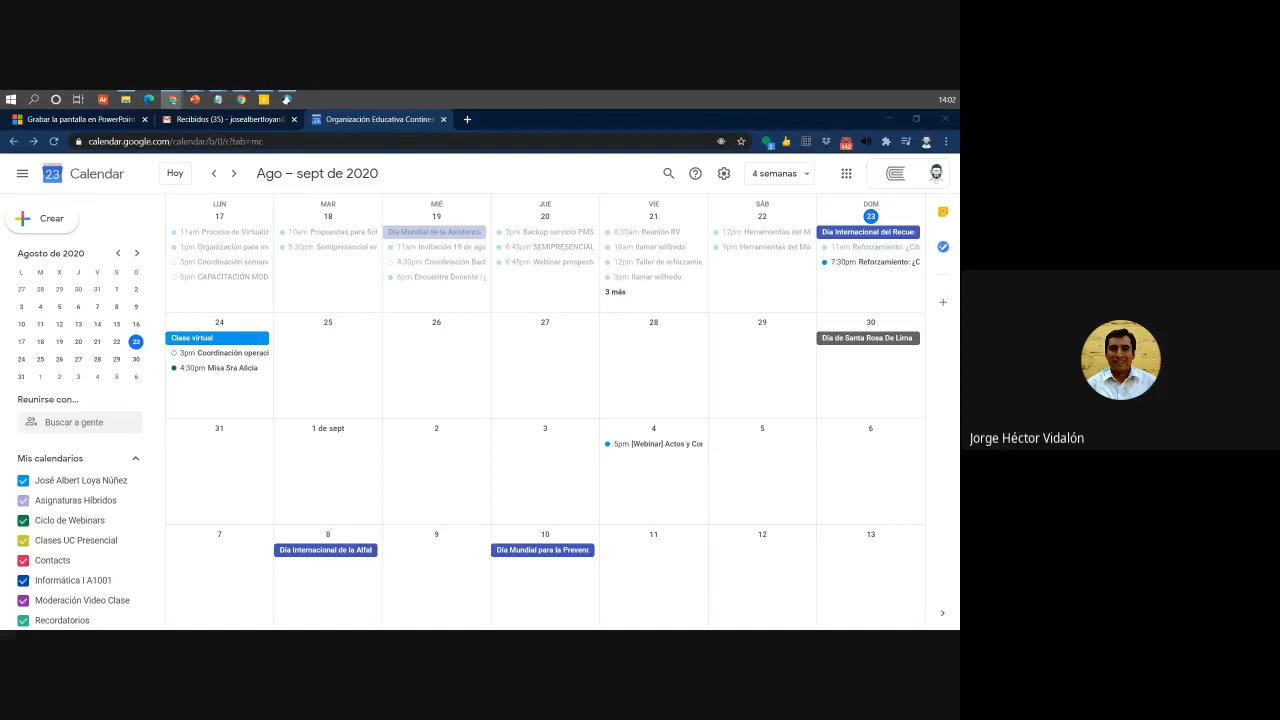 14:02
Grabar la pantalla en PowerPoint
Recibidos (35) - josealbertloyan@
Organización Educativa Continen
calendar.google.com/calendar/b/0/r?tab=mc
2
142
23 Calendar
Hoy
Ago – sept de 2020
4 semanas
Crear
Agosto de 2020
L M X J V S D
27 28 29 30 31 1 2
3 4 5 6 7 8 9
10 11 12 13 14 15 16
17 18 19 20 21 22 23
24 25 26 27 28 29 30
31 1 2 3 4 5 6
Reunirse con...
Buscar a gente
Mis calendarios
José Albert Loya Núñez
Asignaturas Híbridos
Ciclo de Webinars
Clases UC Presencial
Contacts
Informática I A1001
Moderación Video Clase
Recordatorios
LUN MAR MIÉ JUE VIE SÁB DOM
17 18 19 20 21 22 23
11am Proceso de Virtualiz
1pm Organización para m
3pm Coordinación seman
5pm CAPACITACIÓN MOD
10am Propuestas para fic
5:30pm Semipresencial en
Día Mundial de la Asistencia
11am Invitación 19 de ago
4:30pm Coordinación Bacl
6pm Encuentro Docente | ¡
3pm Backup servicio PMS
6:45pm SEMIPRESENCIAL
6:45pm Webinar prospect
8:30am Reunión RV
10am llamar wilfredo
12pm Taller de reforzamie
3pm llamar wilfredo
3 más
12pm Herramientas del M
9pm Herramientas del Mó
Día Internacional del Recue
11am Reforzamiento: ¿Có
7:30pm Reforzamiento: ¿C
24 25 26 27 28 29 30
Clase virtual
3pm Coordinación operaci
4:30pm Misa Sra Alicia
Día de Santa Rosa De Lima
31 1 de sept 2 3 4 5 6
5pm [Webinar] Actos y Cor
7 8 9 10 11 12 13
Día Internacional de la Alfal
Día Mundial para la Prevenc
Jorge Héctor Vidalón